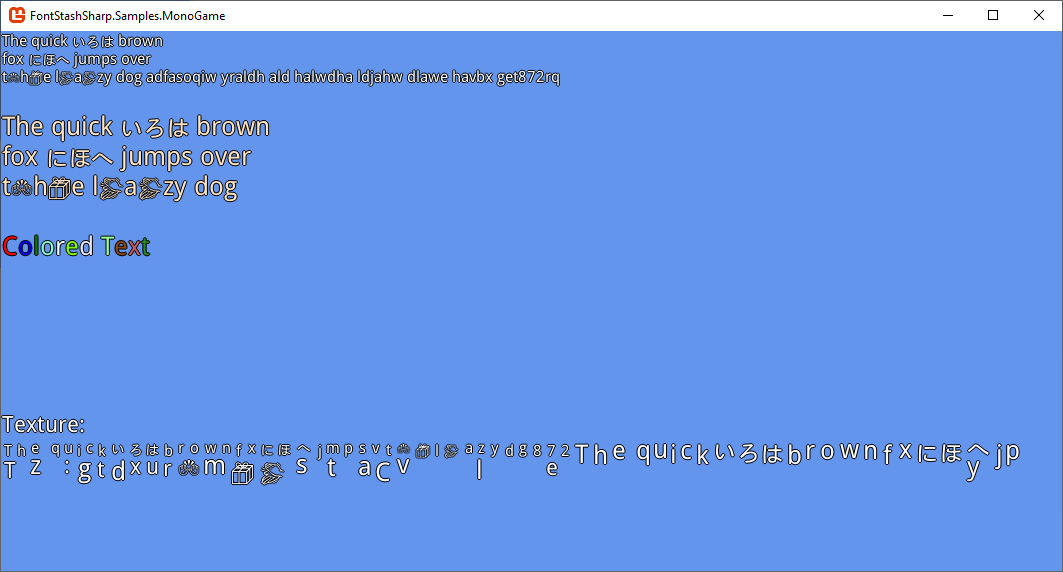 FontStashSharp.Samples.MonoGame
The quick いろは brown
fox にほへ jumps over
t🙌h📦e l👏a👏zy dog adfasoqiw yraldh ald halwdha ldjahw dlawe havbx get872rq
The quick いろは brown
fox にほへ jumps over
t🙌h📦e l👏a👏zy dog
Colored Text
Texture:
T h e q u i c k い ろ は b r o w n f x に ほ へ j m p s v t 🙌 📦 l 👏 a z y d g 8 7 2 T h e q u i c k い ろ は b r o w n f x に ほ へ j p
T z : g t d x u r 🙌 m 📦 👏 s t a C v l e y